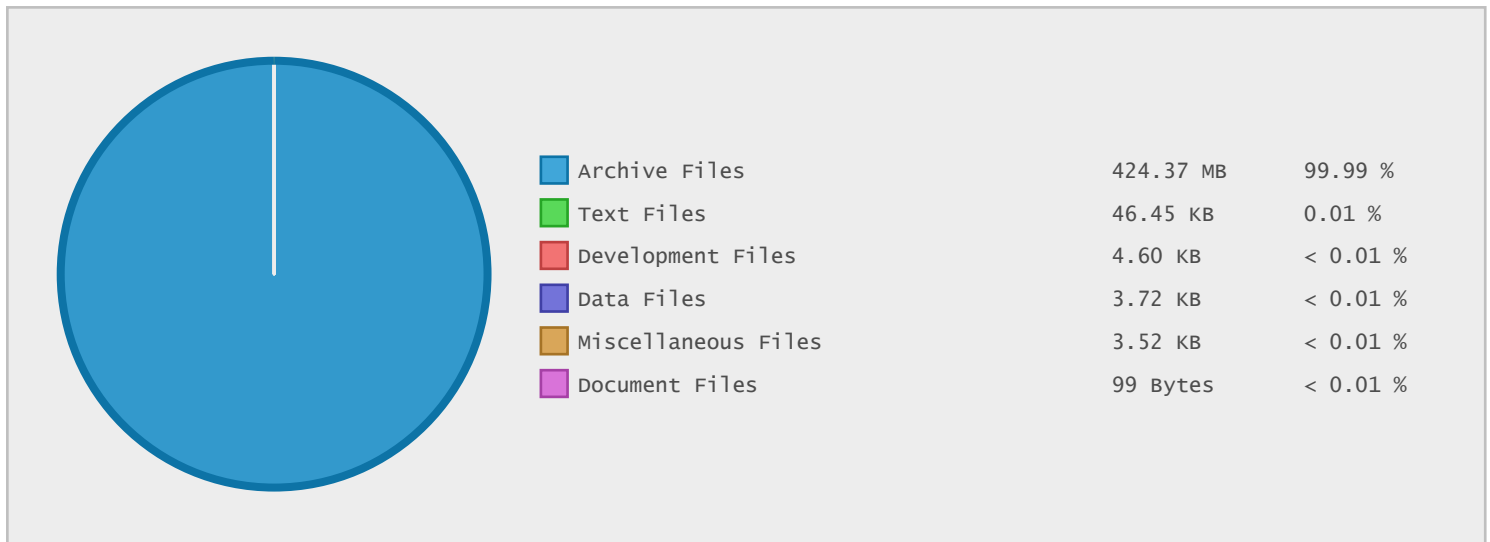 Archive Files 424.37 MB 99.99 %
Text Files 46.45 KB 0.01 %
Development Files 4.60 KB < 0.01 %
Data Files 3.72 KB < 0.01 %
Miscellaneous Files 3.52 KB < 0.01 %
Document Files 99 Bytes < 0.01 %